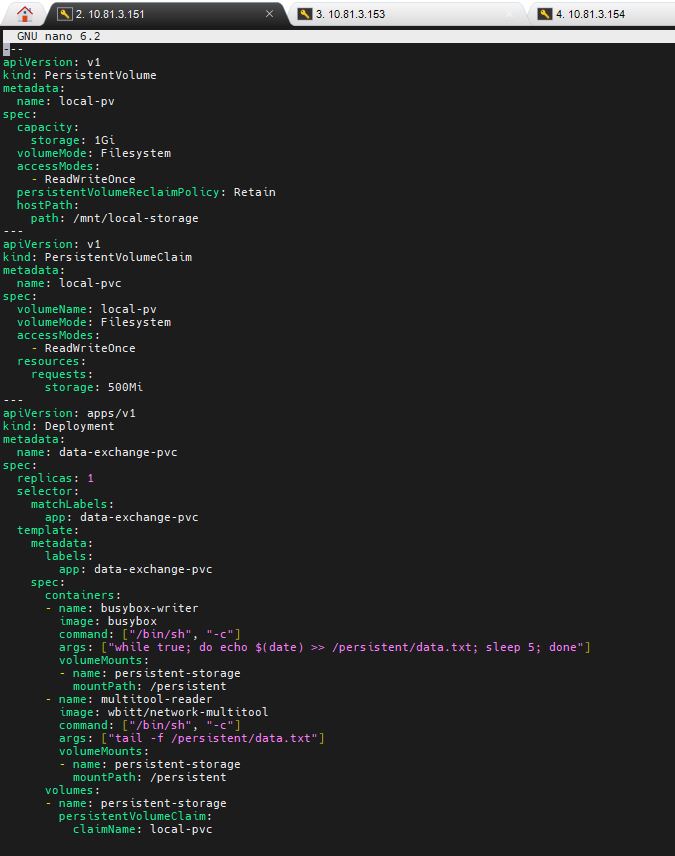 2. 10.81.3.151
3. 10.81.3.153
4. 10.81.3.154
GNU nano 6.2
---
apiVersion: v1
kind: PersistentVolume
metadata:
  name: local-pv
spec:
  capacity:
    storage: 1Gi
  volumeMode: Filesystem
  accessModes:
    - ReadWriteOnce
  persistentVolumeReclaimPolicy: Retain
  hostPath:
    path: /mnt/local-storage
---
apiVersion: v1
kind: PersistentVolumeClaim
metadata:
  name: local-pvc
spec:
  volumeName: local-pv
  volumeMode: Filesystem
  accessModes:
    - ReadWriteOnce
  resources:
    requests:
      storage: 500Mi
---
apiVersion: apps/v1
kind: Deployment
metadata:
  name: data-exchange-pvc
spec:
  replicas: 1
  selector:
    matchLabels:
      app: data-exchange-pvc
  template:
    metadata:
      labels:
        app: data-exchange-pvc
    spec:
      containers:
      - name: busybox-writer
        image: busybox
        command: ["/bin/sh", "-c"]
        args: ["while true; do echo $(date) >> /persistent/data.txt; sleep 5; done"]
        volumeMounts:
        - name: persistent-storage
          mountPath: /persistent
      - name: multitool-reader
        image: wbitt/network-multitool
        command: ["/bin/sh", "-c"]
        args: ["tail -f /persistent/data.txt"]
        volumeMounts:
        - name: persistent-storage
          mountPath: /persistent
      volumes:
      - name: persistent-storage
        persistentVolumeClaim:
          claimName: local-pvc